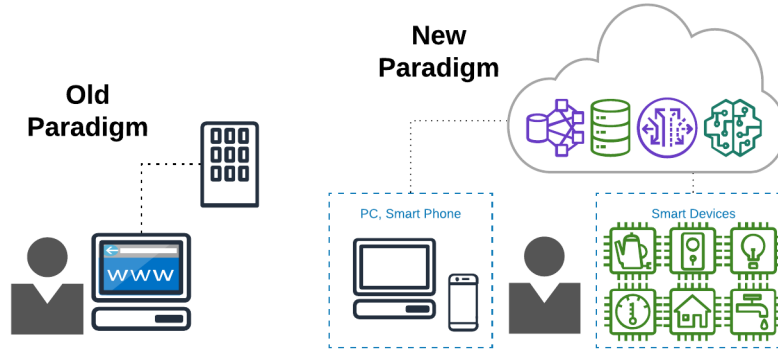 Old
Paradigm
WWW
New
Paradigm
PC, Smart Phone
Smart Devices